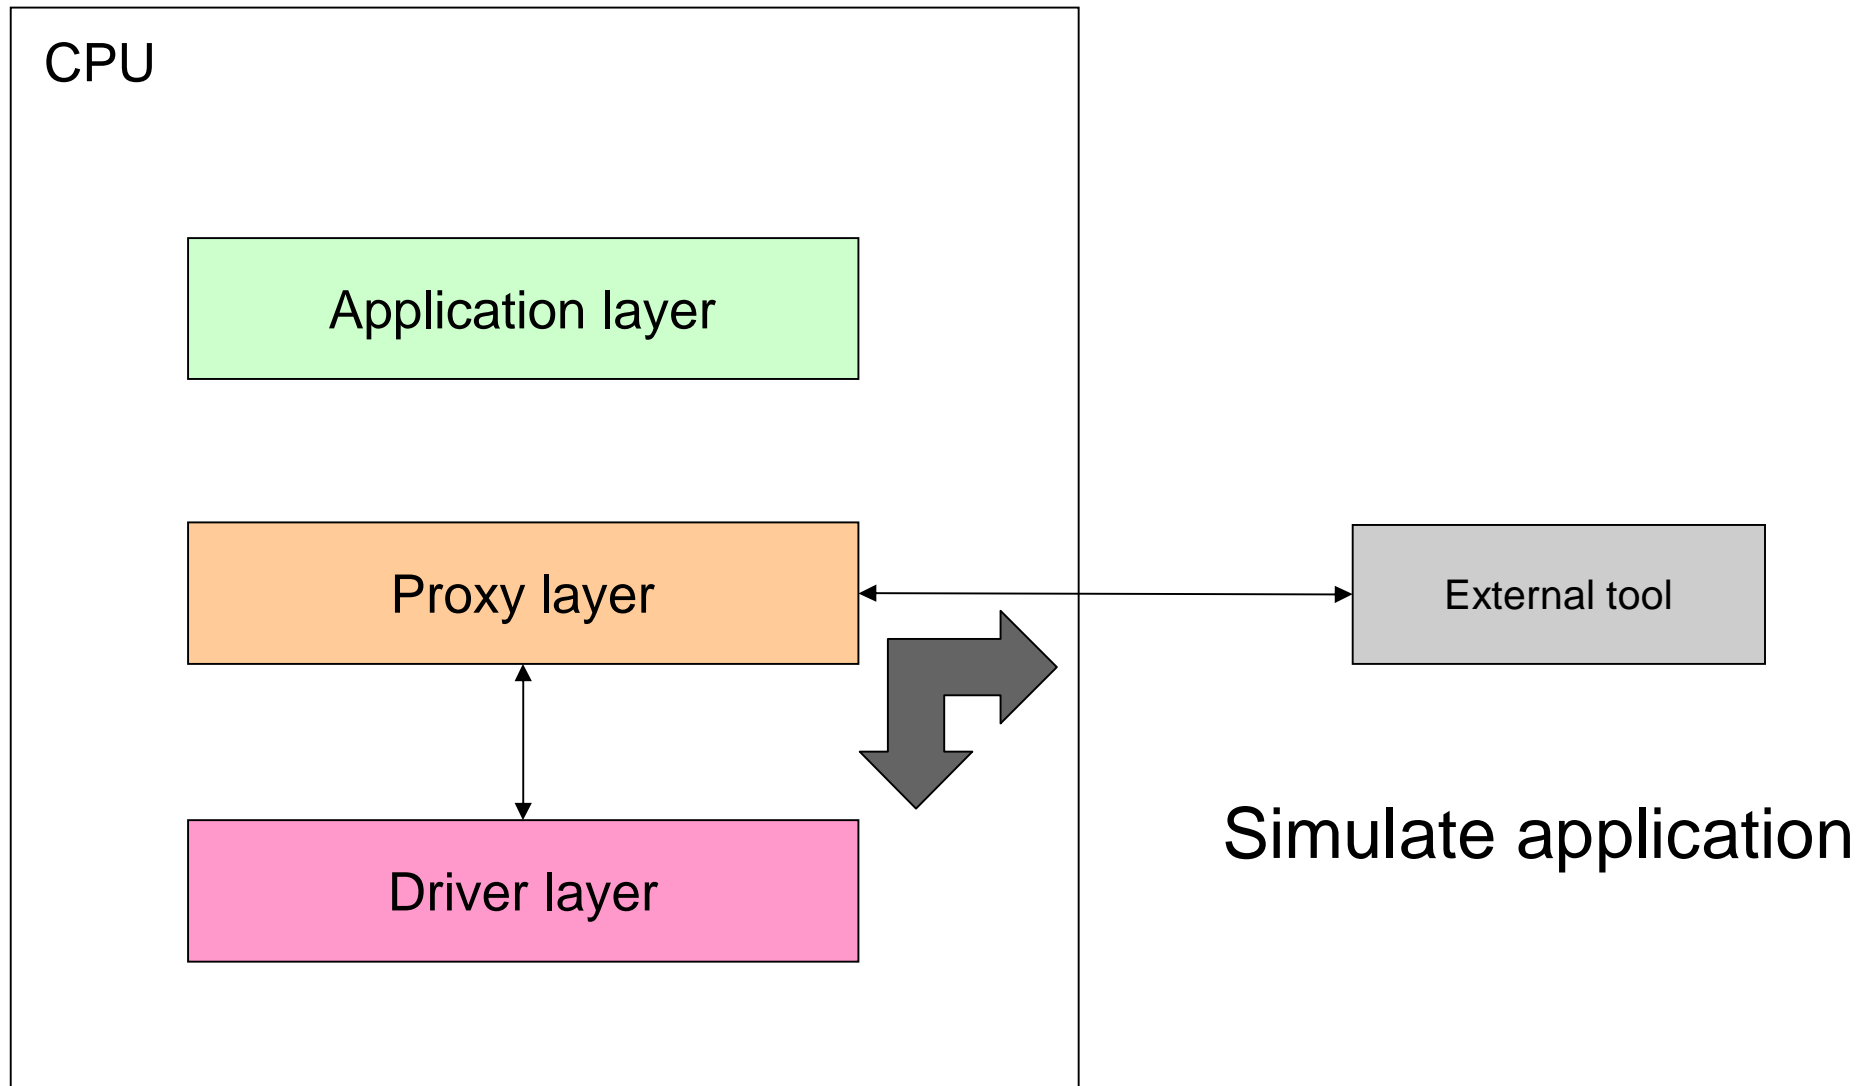 CPU
Application layer
Proxy layer
External tool
Simulate application
Driver layer